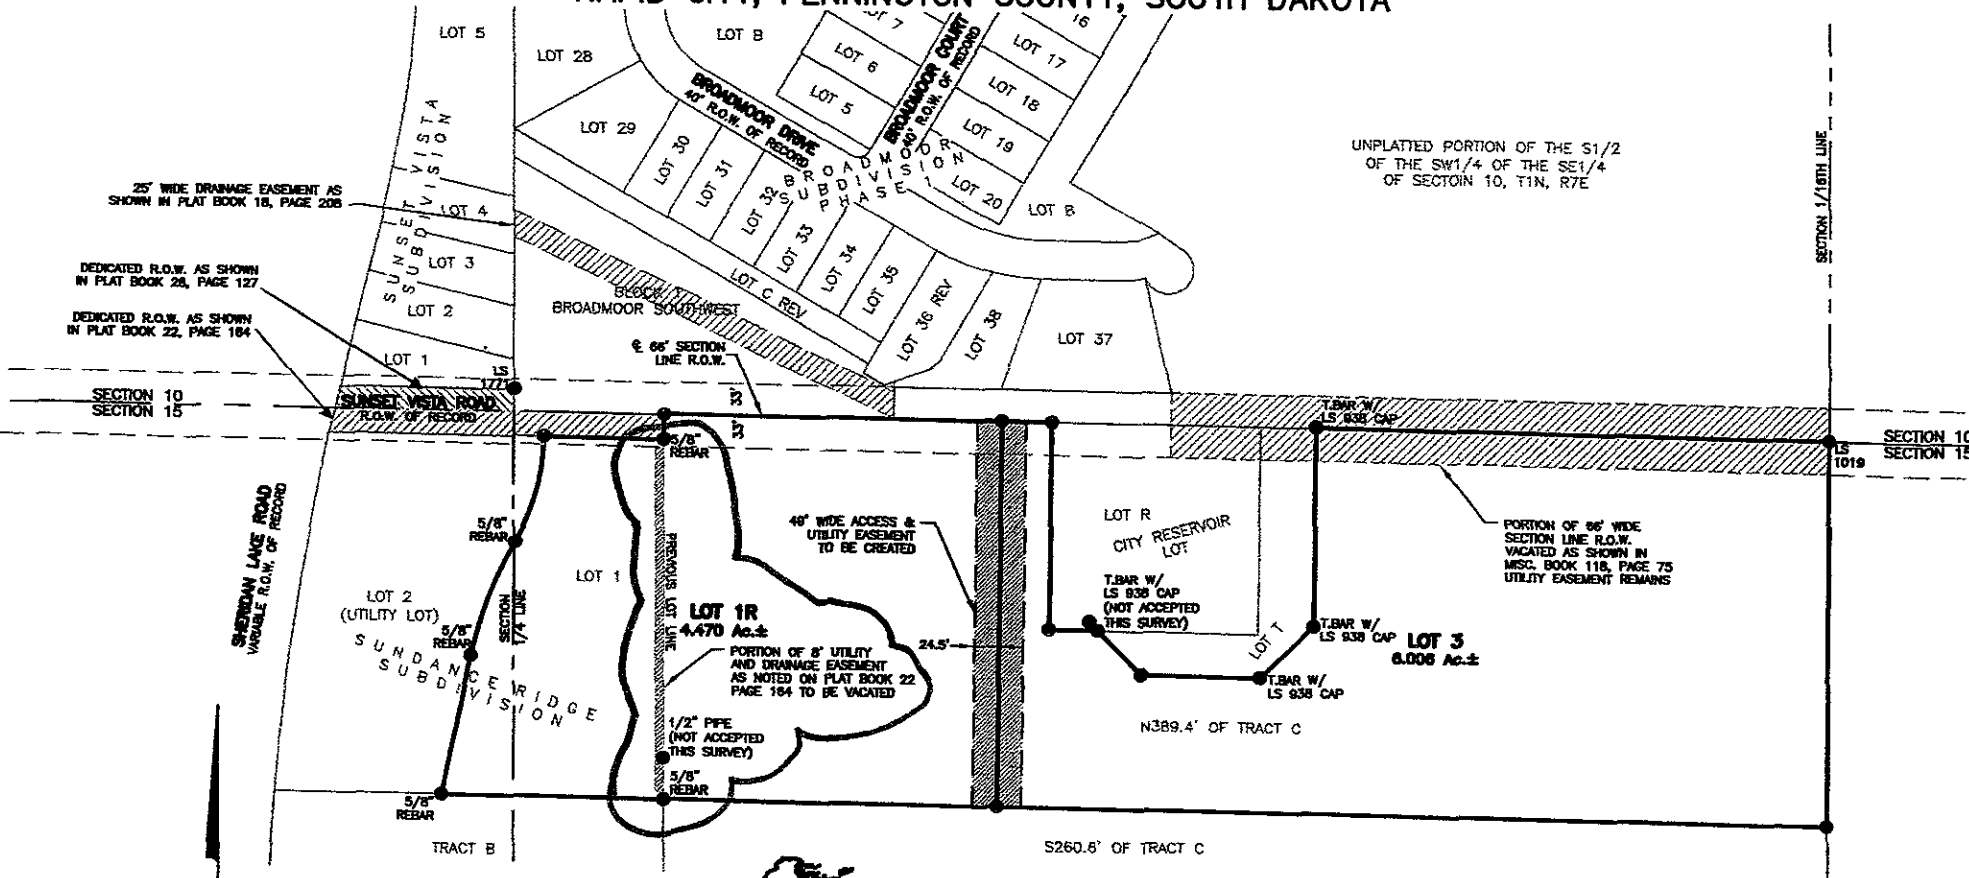 RAPID CITY, PENNINGTON COUNTY, SOUTH DAKOTA
LOT 5
LOT 28
LOT B
LOT 7
LOT 6
LOT 5
BROADMOOR COURT
40' R.O.W. OF RECORD
16
LOT 17
LOT 18
LOT 19
LOT 20
LOT B
BROADMOOR DRIVE
40' R.O.W. OF RECORD
BROADMOOR
SUBDIVISION
PHASE 1
UNPLATTED PORTION OF THE S1/2
OF THE SW1/4 OF THE SE1/4
OF SECTOIN 10, T1N, R7E
SECTION 1/16TH LINE
SUNSET VISTA
SUBDIVISION
LOT 29
LOT 30
LOT 31
LOT 32
LOT 33
LOT 34
LOT 35
LOT 36 REV
LOT 38
LOT 37
25' WIDE DRAINAGE EASEMENT AS
SHOWN IN PLAT BOOK 18, PAGE 208
LOT 4
LOT 3
LOT 2
LOT 1
DEDICATED R.O.W. AS SHOWN
IN PLAT BOOK 26, PAGE 127
DEDICATED R.O.W. AS SHOWN
IN PLAT BOOK 22, PAGE 164
LOT C REV
BLOCK 1
BROADMOOR SOUTHWEST
℄ 66' SECTION
LINE R.O.W.
LS
1771
SECTION 10
SECTION 15
SUNSET VISTA ROAD
R.O.W. OF RECORD
33'
33'
5/8"
REBAR
T.BAR W/
LS 938 CAP
SECTION 10
SECTION 15
LS
1019
SHERIDAN LAKE ROAD
VARIABLE R.O.W. OF RECORD
5/8"
REBAR
49' WIDE ACCESS &
UTILITY EASEMENT
TO BE CREATED
LOT R
CITY RESERVOIR
LOT
PORTION OF 66' WIDE
SECTION LINE R.O.W.
VACATED AS SHOWN IN
MISC. BOOK 118, PAGE 75
UTILITY EASEMENT REMAINS
PREVIOUS LOT LINE
LOT 1
LOT 2
(UTILITY LOT)
SECTION
1/4 LINE
LOT 1R
4.470 Ac.±
T.BAR W/
LS 938 CAP
(NOT ACCEPTED
THIS SURVEY)
5/8"
REBAR
SUNDANCE RIDGE
SUBDIVISION
PORTION OF 8' UTILITY
AND DRAINAGE EASEMENT
AS NOTED ON PLAT BOOK 22
PAGE 164 TO BE VACATED
24.5'
LOT T
T.BAR W/
LS 938 CAP
LOT 3
6.006 Ac.±
T.BAR W/
LS 938 CAP
1/2" PIPE
(NOT ACCEPTED
THIS SURVEY)
N389.4' OF TRACT C
5/8"
REBAR
5/8"
REBAR
TRACT B
S260.6' OF TRACT C